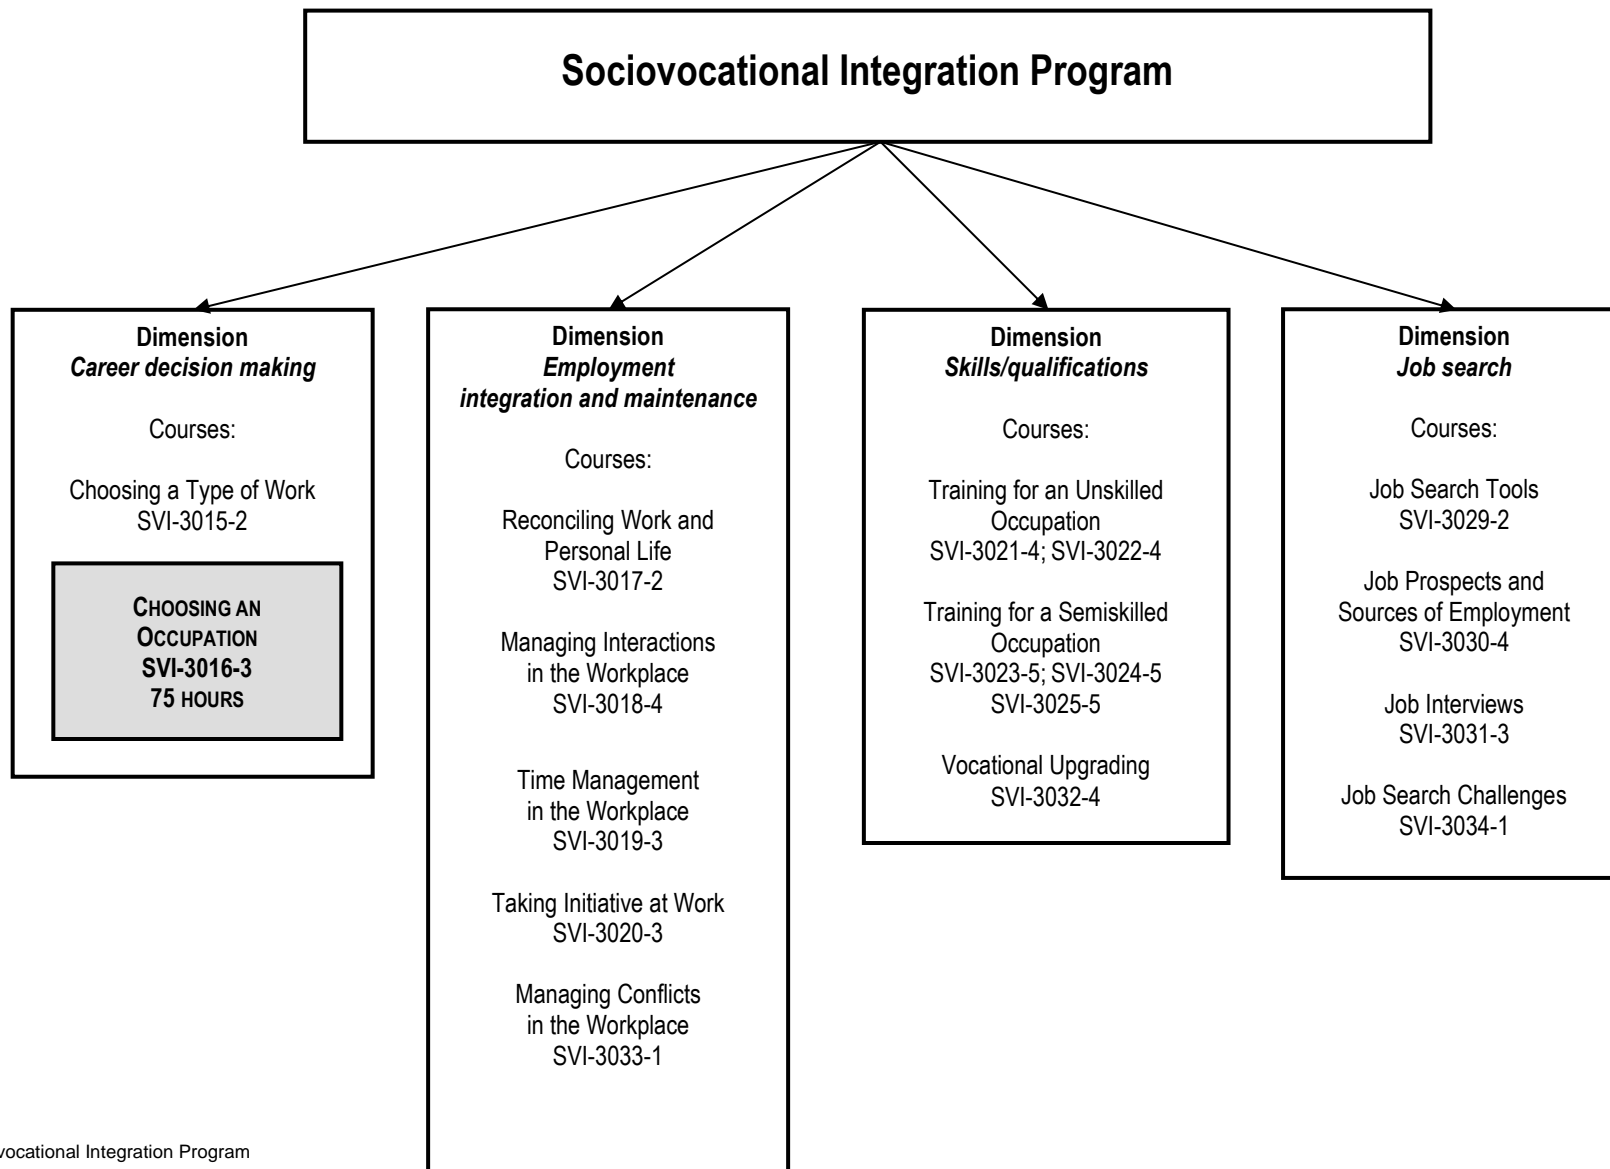 Sociovocational Integration Program
Dimension
Career decision making
Courses:
Choosing a Type of Work
SVI-3015-2
CHOOSING AN
OCCUPATION
SVI-3016-3
75 HOURS
Dimension
Employment
integration and maintenance
Courses:
Reconciling Work and
Personal Life
SVI-3017-2
Managing Interactions
in the Workplace
SVI-3018-4
Time Management
in the Workplace
SVI-3019-3
Taking Initiative at Work
SVI-3020-3
Managing Conflicts
in the Workplace
SVI-3033-1
Dimension
Skills/qualifications
Courses:
Training for an Unskilled
Occupation
SVI-3021-4; SVI-3022-4
Training for a Semiskilled
Occupation
SVI-3023-5; SVI-3024-5
SVI-3025-5
Vocational Upgrading
SVI-3032-4
Dimension
Job search
Courses:
Job Search Tools
SVI-3029-2
Job Prospects and
Sources of Employment
SVI-3030-4
Job Interviews
SVI-3031-3
Job Search Challenges
SVI-3034-1
vocational Integration Program